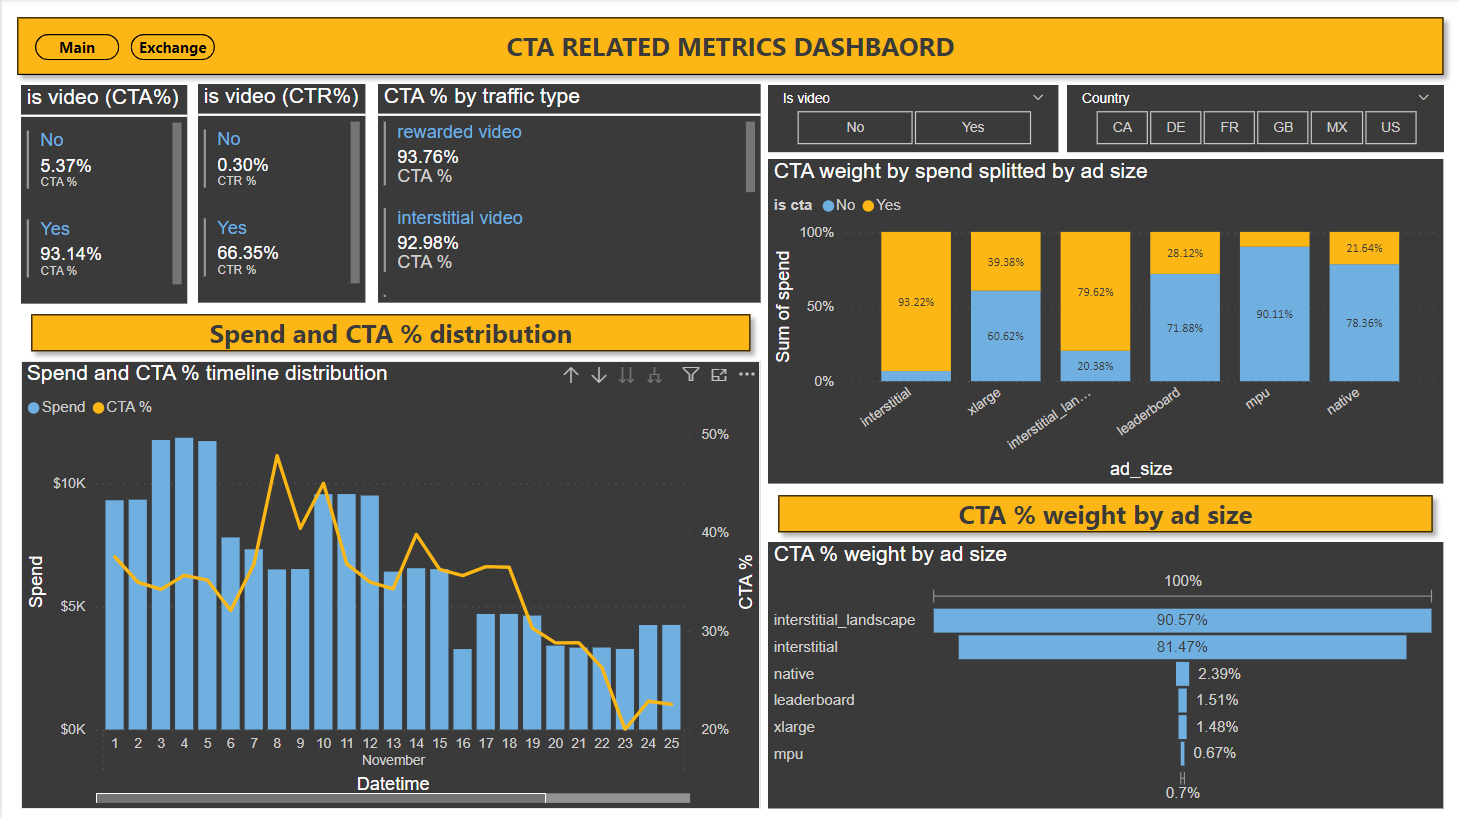 Main
Exchange
CTA RELATED METRICS DASHBAORD
is video (CTA%)
No
5.37%
CTA %
Yes
93.14%
CTA %
is video (CTR%)
No
0.30%
CTR %
Yes
66.35%
CTR %
CTA % by traffic type
rewarded video
93.76%
CTA %
interstitial video
92.98%
CTA %
Is video
No
Yes
Country
CA
DE
FR
GB
MX
US
CTA weight by spend splitted by ad size
is cta No Yes
100%
50%
0%
Sum of spend
93.22%
39.38%
60.62%
79.62%
20.38%
28.12%
71.88%
90.11%
21.64%
78.36%
interstitial
xlarge
interstitial_lan...
leaderboard
mpu
native
ad_size
Spend and CTA % distribution
Spend and CTA % timeline distribution
Spend CTA %
$10K
$5K
$0K
Spend
50%
40%
30%
20%
CTA %
1 2 3 4 5 6 7 8 9 10 11 12 13 14 15 16 17 18 19 20 21 22 23 24 25
November
Datetime
CTA % weight by ad size
CTA % weight by ad size
100%
interstitial_landscape 90.57%
interstitial 81.47%
native 2.39%
leaderboard 1.51%
xlarge 1.48%
mpu 0.67%
0.7%